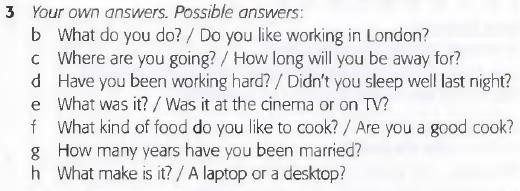 3 Your own answers. Possible answers:
b What do you do? / Do you like working in London?
c Where are you going? / How long will you be away for?
d Have you been working hard? / Didn't you sleep well last night?
e What was it? / Was it at the cinema or on TV?
f What kind of food do you like to cook? / Are you a good cook?
g How many years have you been married?
h What make is it? / A laptop or a desktop?